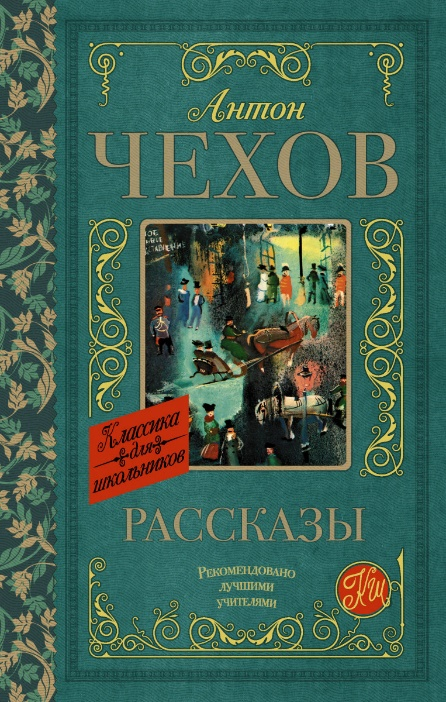 Антон
ЧЕХОВ
Классика
для
школьников
РАССКАЗЫ
Рекомендовано
лучшими
учителями
КШ